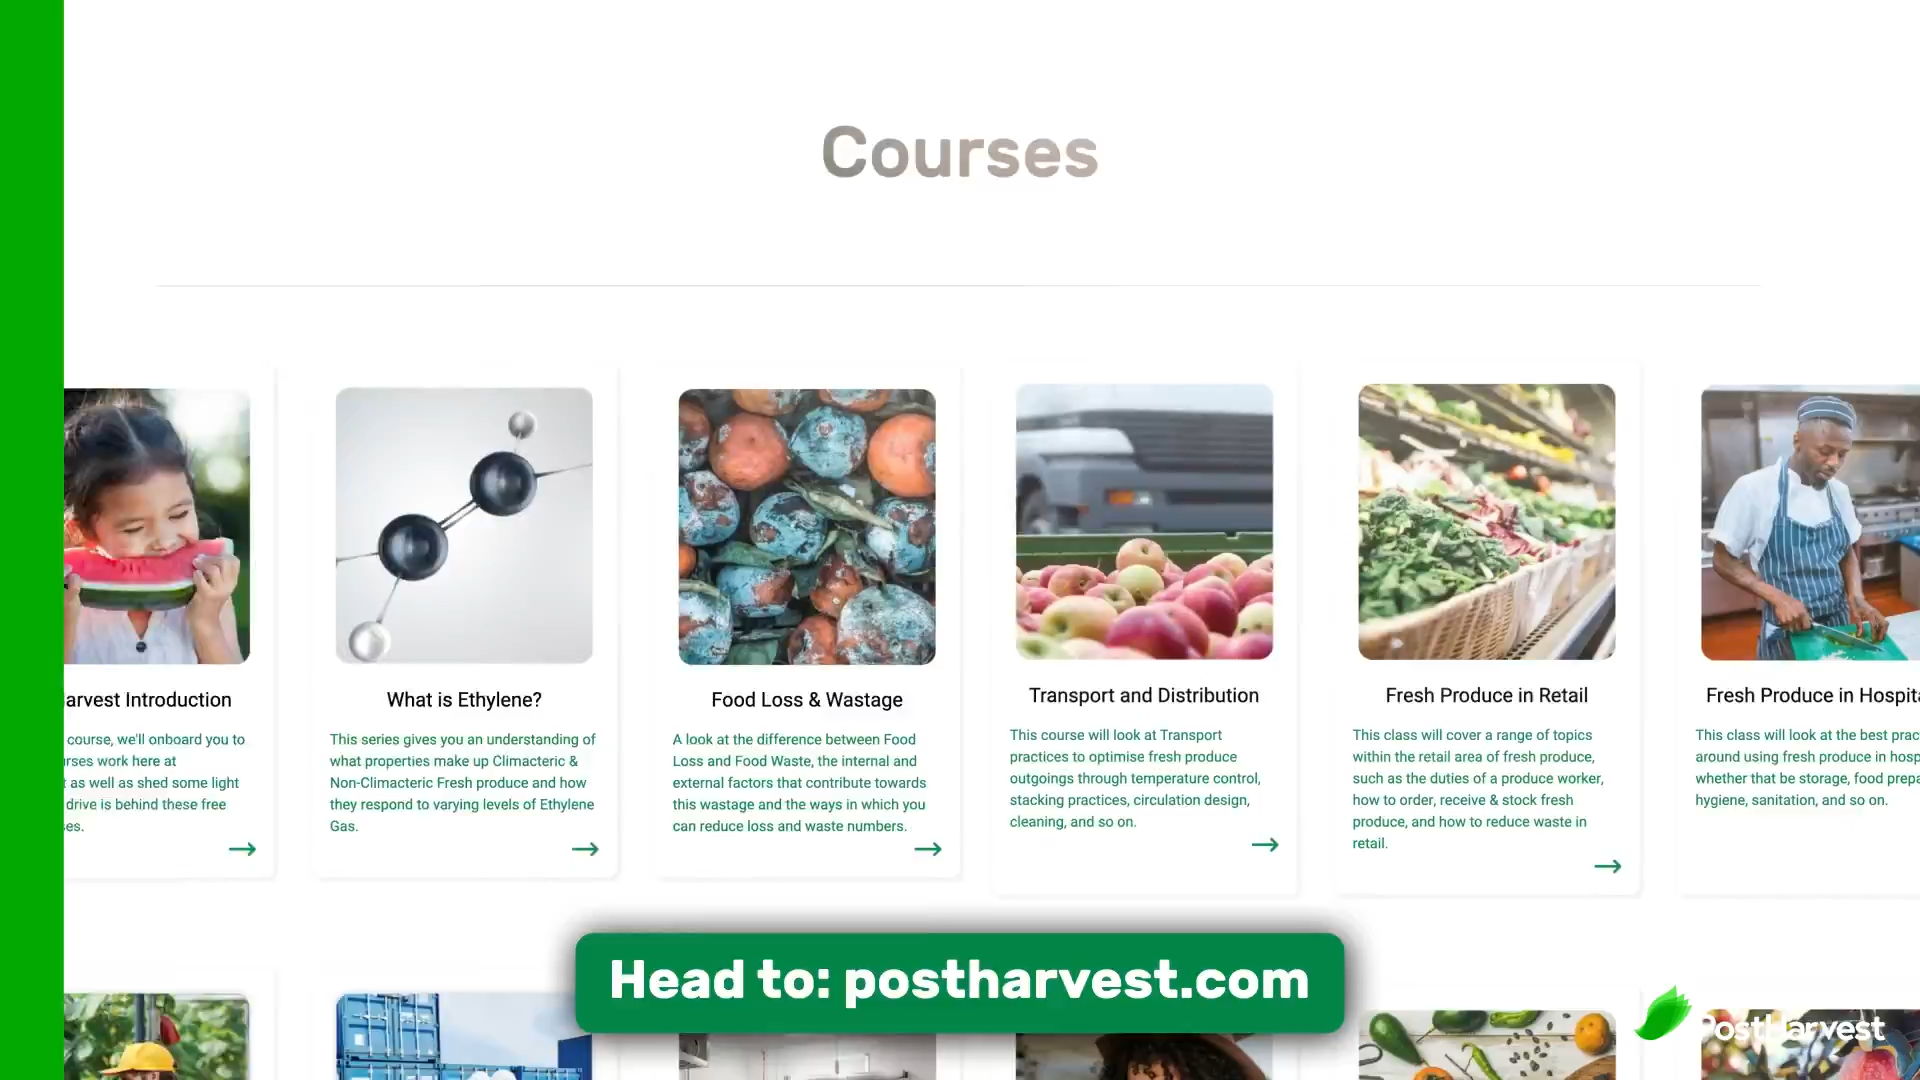 Courses
arvest Introduction
course, we'll onboard you to
urses work here at
t as well as shed some light
drive is behind these free
ses.
What is Ethylene?
This series gives you an understanding of
what properties make up Climacteric &
Non-Climacteric Fresh produce and how
they respond to varying levels of Ethylene
Gas.
Food Loss & Wastage
A look at the difference between Food
Loss and Food Waste, the internal and
external factors that contribute towards
this wastage and the ways in which you
can reduce loss and waste numbers.
Transport and Distribution
This course will look at Transport
practices to optimise fresh produce
outgoings through temperature control,
stacking practices, circulation design,
cleaning, and so on.
Fresh Produce in Retail
This class will cover a range of topics
within the retail area of fresh produce,
such as the duties of a produce worker,
how to order, receive & stock fresh
produce, and how to reduce waste in
retail.
Fresh Produce in Hospita
This class will look at the best prac
around using fresh produce in hosp
whether that be storage, food prepa
hygiene, sanitation, and so on.
Head to: postharvest.com
PostHarvest